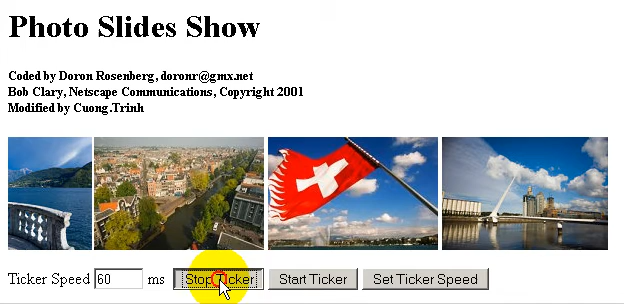 Photo Slides Show
Coded by Doron Rosenberg, doronr@gmx.net
Bob Clary, Netscape Communications, Copyright 2001
Modified by Cuong.Trinh
Ticker Speed 60 ms Stop Ticker Start Ticker Set Ticker Speed